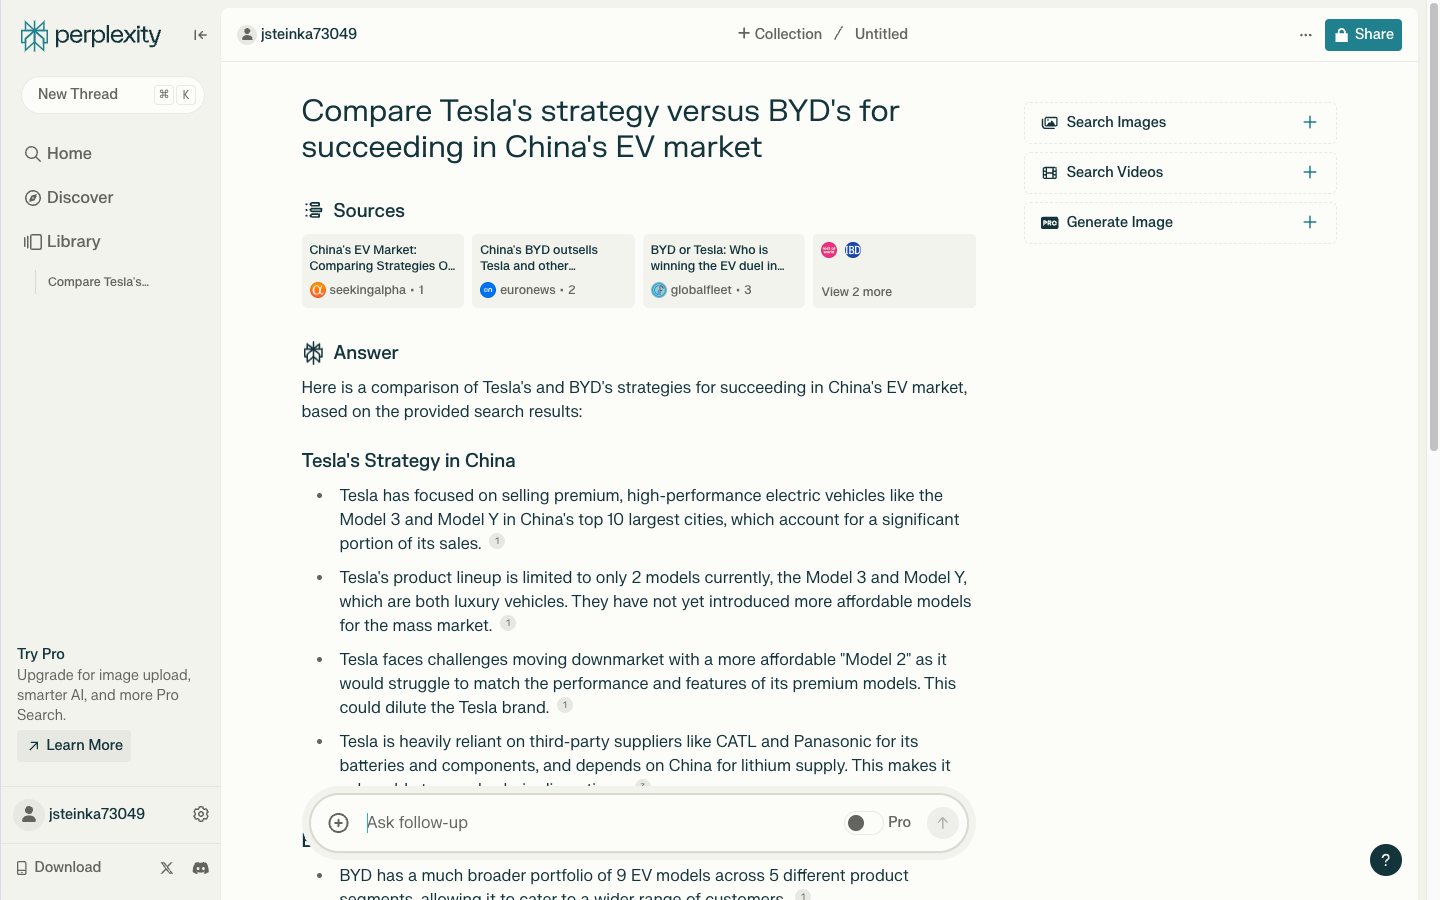 perplexity
New Thread
⌘ K
Home
Discover
Library
Compare Tesla's...
Try Pro
Upgrade for image upload,
smarter AI, and more Pro
Search.
Learn More
jsteinka73049
Download
jsteinka73049
+ Collection / Untitled
Share
Compare Tesla's strategy versus BYD's for
succeeding in China's EV market
Sources
China's EV Market:
Comparing Strategies O...
seekingalpha • 1
China's BYD outsells
Tesla and other...
euronews • 2
BYD or Tesla: Who is
winning the EV duel in...
globalfleet • 3
IBD
View 2 more
Answer
Here is a comparison of Tesla's and BYD's strategies for succeeding in China's EV market,
based on the provided search results:
Tesla's Strategy in China
• Tesla has focused on selling premium, high-performance electric vehicles like the
Model 3 and Model Y in China's top 10 largest cities, which account for a significant
portion of its sales. 1
• Tesla's product lineup is limited to only 2 models currently, the Model 3 and Model Y,
which are both luxury vehicles. They have not yet introduced more affordable models
for the mass market. 1
• Tesla faces challenges moving downmarket with a more affordable "Model 2" as it
would struggle to match the performance and features of its premium models. This
could dilute the Tesla brand. 1
• Tesla is heavily reliant on third-party suppliers like CATL and Panasonic for its
batteries and components, and depends on China for lithium supply. This makes it
Ask follow-up
Pro
• BYD has a much broader portfolio of 9 EV models across 5 different product
segments, allowing it to cater to a wider range of customers. 1
Search Images
Search Videos
PRO Generate Image
?